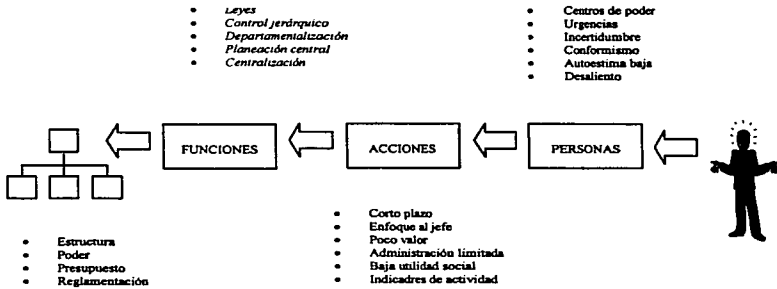 Leyes
Control jerárquico
Departamentalización
Planeación central
Centralización
Centros de poder
Urgencias
Incertidumbre
Conformismo
Autoestima baja
Desaliento
FUNCIONES
ACCIONES
PERSONAS
Estructura
Poder
Presupuesto
Reglamentación
Corto plazo
Enfoque al jefe
Poco valor
Administración limitada
Baja utilidad social
Indicadres de actividad